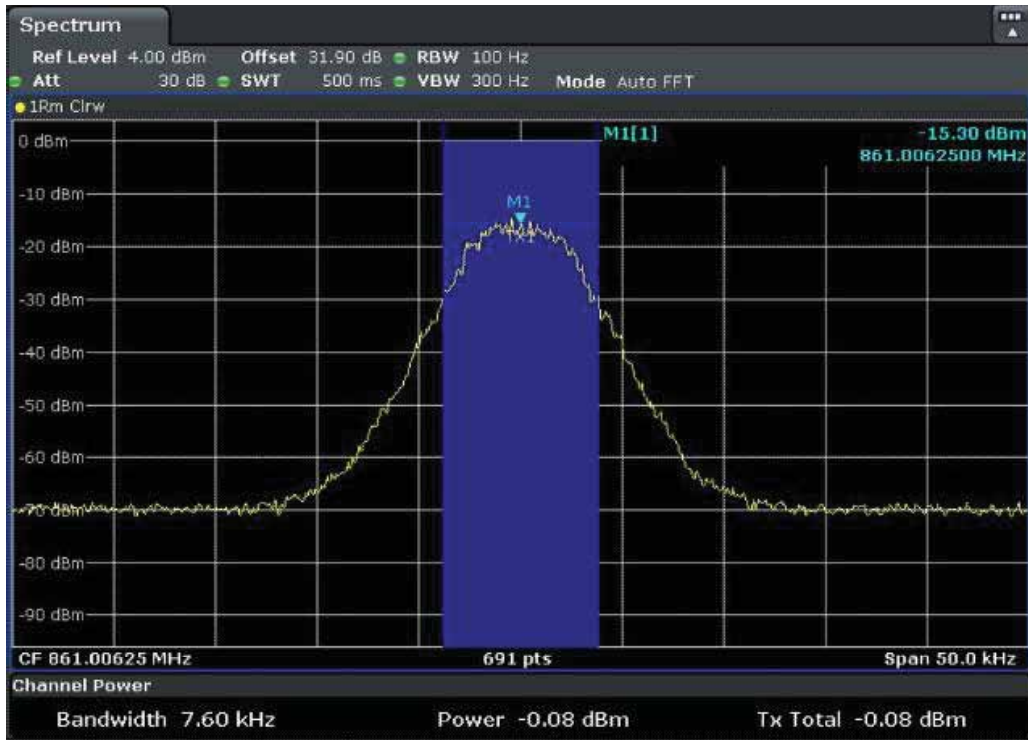 Spectrum
Ref Level 4.00 dBm Offset 31.90 dB RBW 100 Hz
Att 30 dB SWT 500 ms VBW 300 Hz Mode Auto FFT
1Rm Clrw
M1[1] -15.30 dBm
861.0062500 MHz
0 dBm
-10 dBm
M1
TX1
-20 dBm
-30 dBm
-40 dBm
-50 dBm
-60 dBm
-70 dBm
-80 dBm
-90 dBm
CF 861.00625 MHz 691 pts Span 50.0 kHz
Channel Power
Bandwidth 7.60 kHz Power -0.08 dBm Tx Total -0.08 dBm